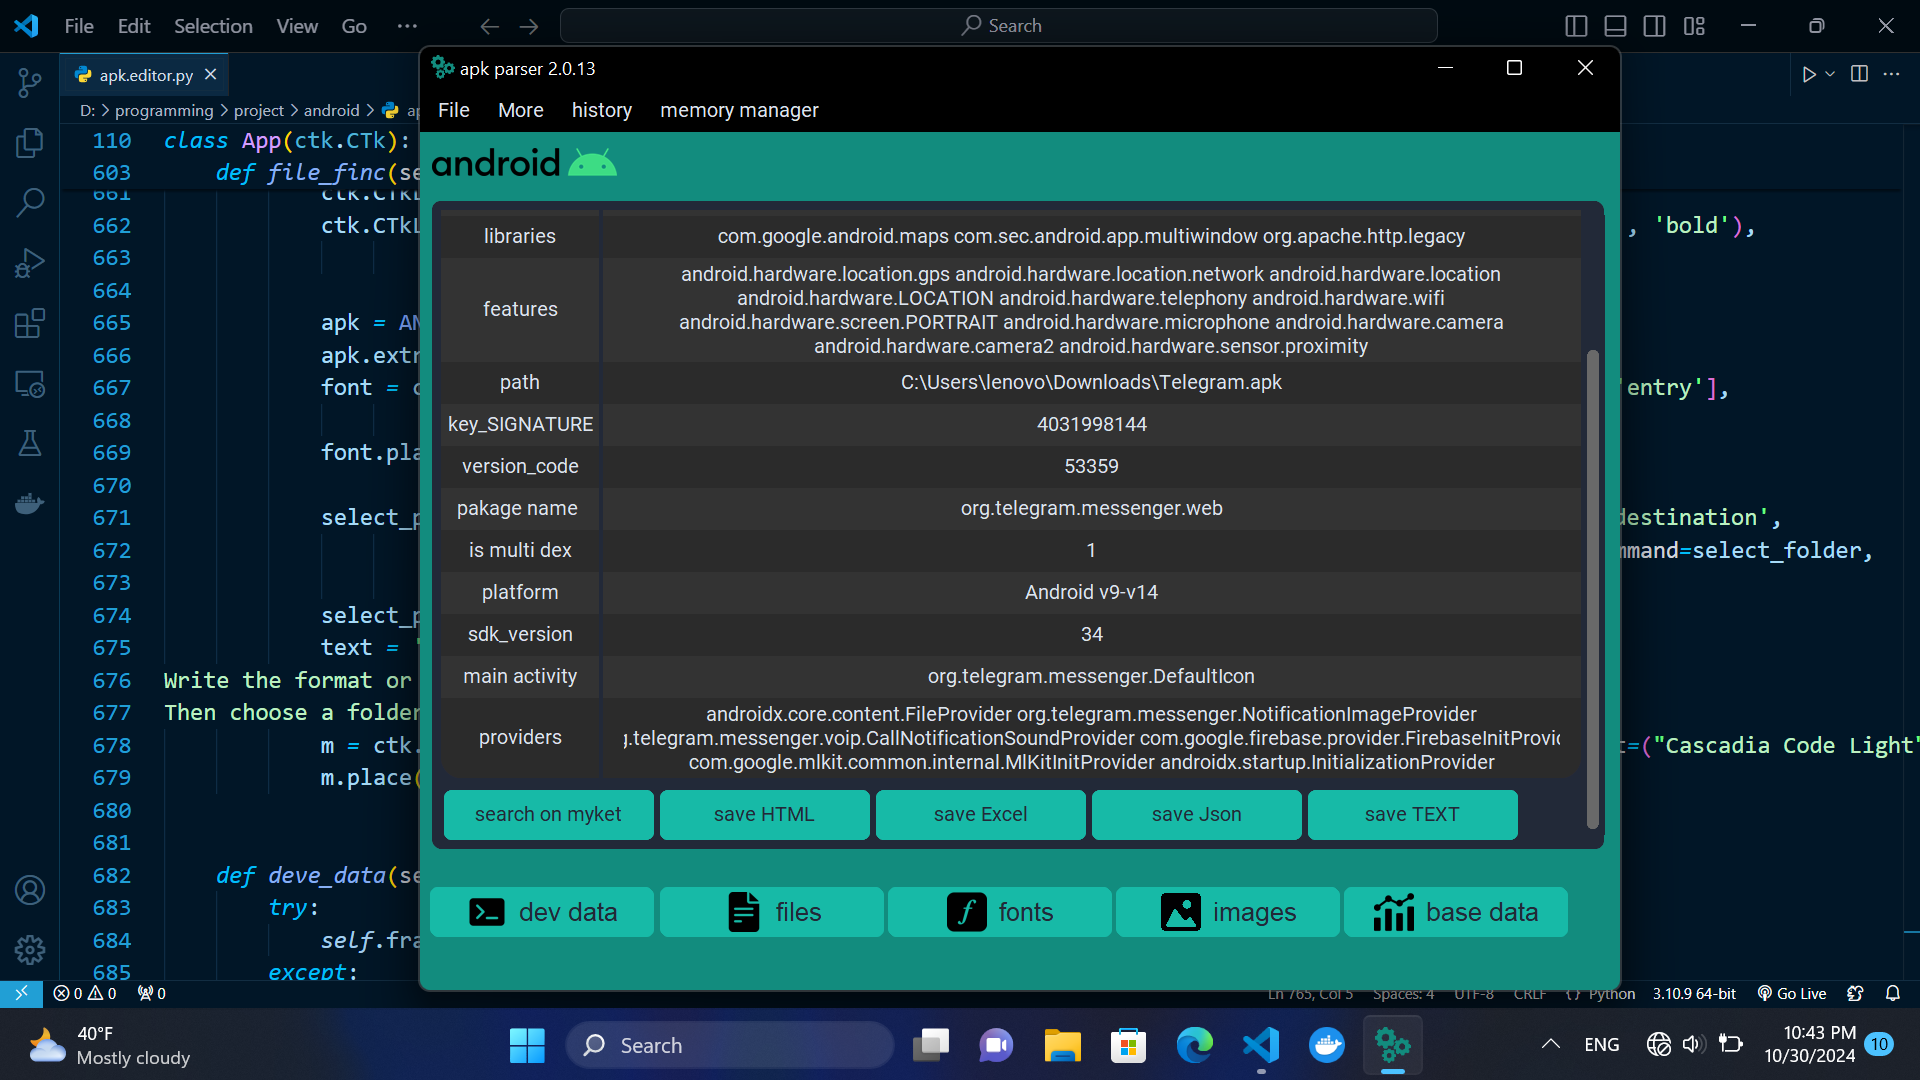 File Edit Selection View Go ··· Search
apk.editor.py
D: > programming > project > android >
110 class App(ctk.CTk):
603 def file_finc(
661 ctk.CTk
662 ctk.CTk
663
664
665 apk =
666 apk.extr
667 font =
668
669 font.pla
670
671 select_p
672
673
674 select_p
675 text =
676 Write the format or
677 Then choose a folder
678 m = ctk.
679 m.place(
680
681
682 def deve_data(
683 try:
684 self.fra
685 except:
, 'bold'),
'entry'],
destination',
mmand=select_folder,
=("Cascadia Code Light"
apk parser 2.0.13
File More history memory manager
android
libraries com.google.android.maps com.sec.android.app.multiwindow org.apache.http.legacy
features android.hardware.location.gps android.hardware.location.network android.hardware.location
android.hardware.LOCATION android.hardware.telephony android.hardware.wifi
android.hardware.screen.PORTRAIT android.hardware.microphone android.hardware.camera
android.hardware.camera2 android.hardware.sensor.proximity
path C:\Users\lenovo\Downloads\Telegram.apk
key_SIGNATURE 4031998144
version_code 53359
pakage name org.telegram.messenger.web
is multi dex 1
platform Android v9-v14
sdk_version 34
main activity org.telegram.messenger.DefaultIcon
providers androidx.core.content.FileProvider org.telegram.messenger.NotificationImageProvider
.telegram.messenger.voip.CallNotificationSoundProvider com.google.firebase.provider.FirebaseInitProvid
com.google.mlkit.common.internal.MlKitInitProvider androidx.startup.InitializationProvider
search on myket save HTML save Excel save Json save TEXT
dev data files fonts images base data
0 0 0
Ln 765, Col 5 Spaces: 4 UTF-8 CRLF {} Python 3.10.9 64-bit Go Live
40°F
Mostly cloudy
Search
ENG
10:43 PM
10/30/2024
10